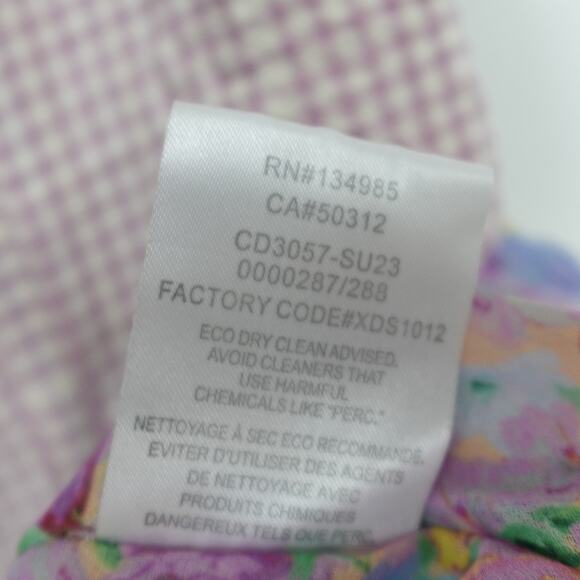 RN#134985
CA#50312
CD3057-SU23
0000287/288
FACTORY CODE#XDS1012
ECO DRY CLEAN ADVISED.
AVOID CLEANERS THAT
USE HARMFUL
CHEMICALS LIKE "PERC."
NETTOYAGE À SEC ECO RECOMMANDÉ.
EVITER D'UTILISER DES AGENTS
DE NETTOYAGE AVEC
PRODUITS CHIMIQUES
DANGEREUX TELS QUE PERC.